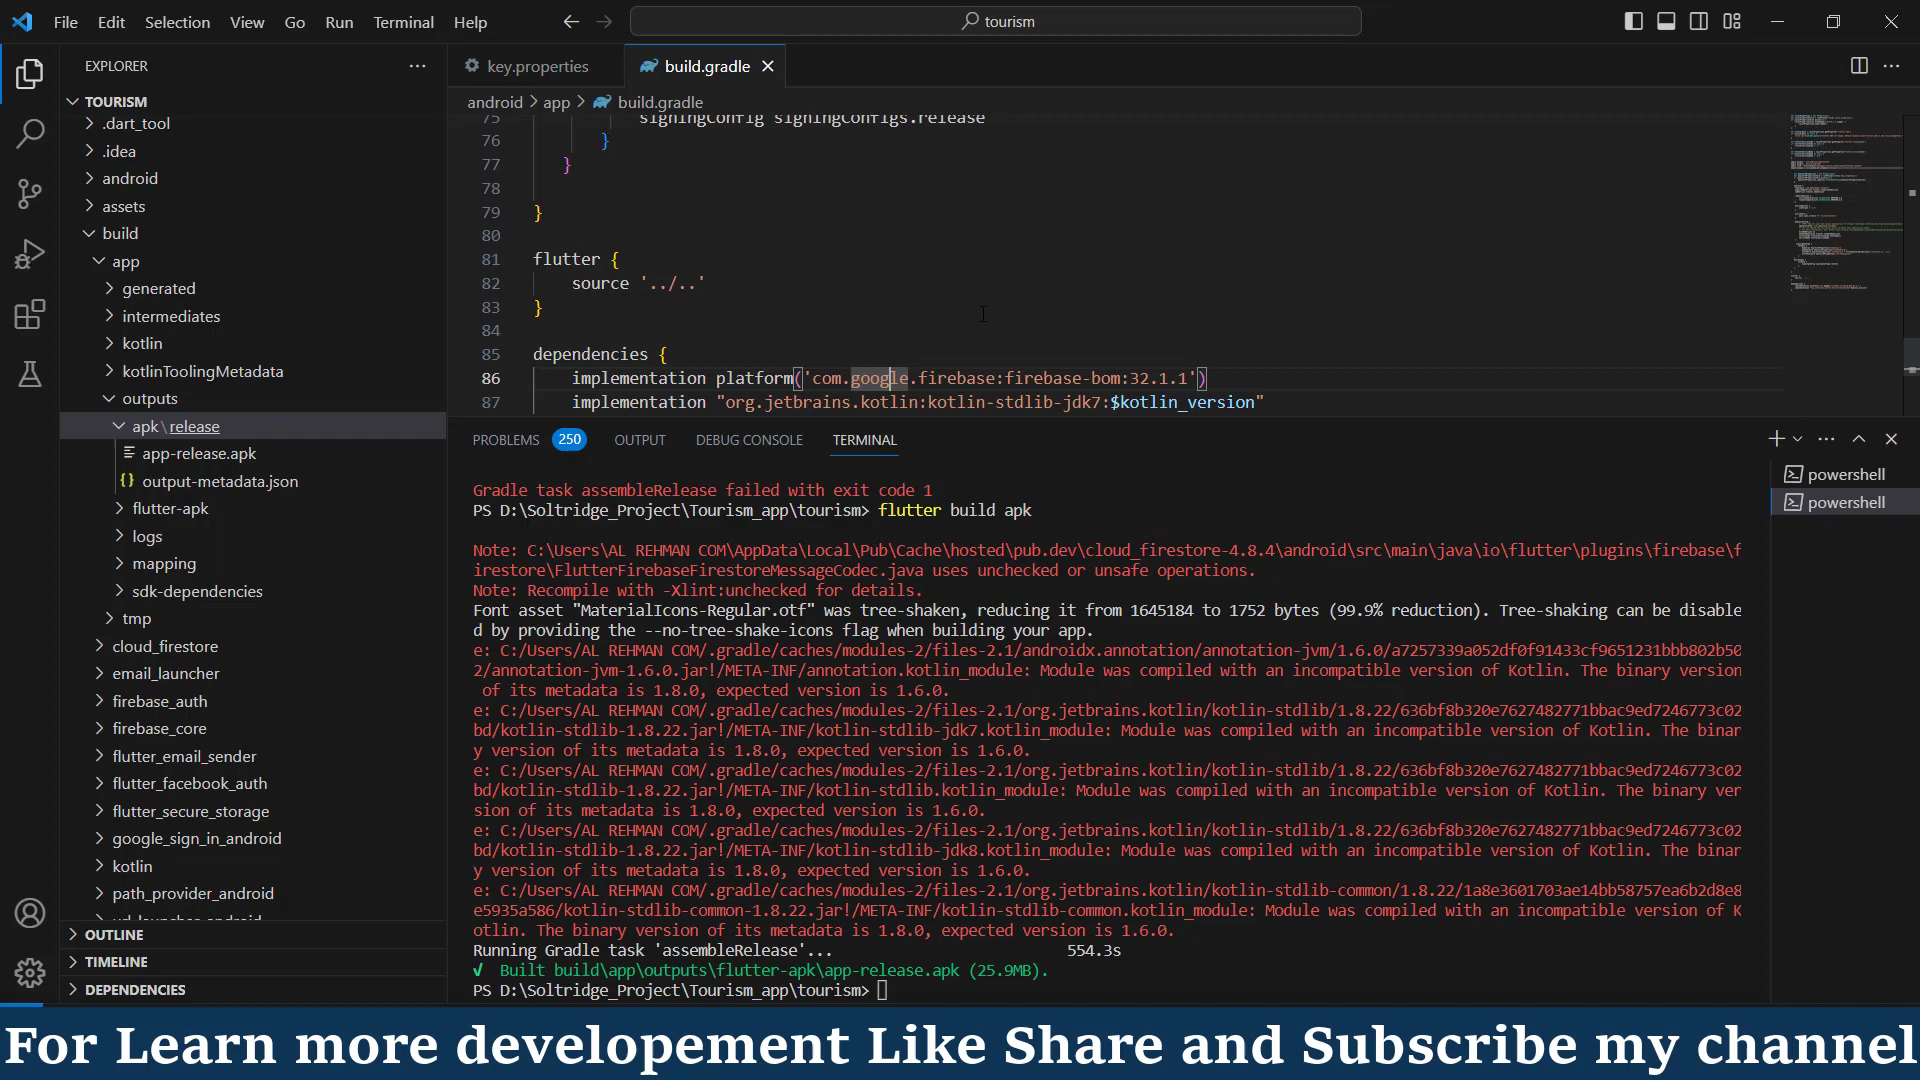 File Edit Selection View Go Run Terminal Help
tourism
EXPLORER
TOURISM
.dart_tool
.idea
android
assets
build
app
generated
intermediates
kotlin
kotlinToolingMetadata
outputs
apk\release
app-release.apk
{} output-metadata.json
flutter-apk
logs
mapping
sdk-dependencies
tmp
cloud_firestore
email_launcher
firebase_auth
firebase_core
flutter_email_sender
flutter_facebook_auth
flutter_secure_storage
google_sign_in_android
kotlin
path_provider_android
OUTLINE
TIMELINE
DEPENDENCIES
key.properties
build.gradle
android > app > build.gradle
75 signingConfig signingConfigs.release
76 }
77 }
78
79 }
80
81 flutter {
82 source '../..'
83 }
84
85 dependencies {
86 implementation platform('com.google.firebase:firebase-bom:32.1.1')
87 implementation "org.jetbrains.kotlin:kotlin-stdlib-jdk7:$kotlin_version"
PROBLEMS 250 OUTPUT DEBUG CONSOLE TERMINAL
powershell
powershell
Gradle task assembleRelease failed with exit code 1
PS D:\Soltridge_Project\Tourism_app\tourism> flutter build apk
Note: C:\Users\AL REHMAN COM\AppData\Local\Pub\Cache\hosted\pub.dev\cloud_firestore-4.8.4\android\src\main\java\io\flutter\plugins\firebase\f
irestore\FlutterFirebaseFirestoreMessageCodec.java uses unchecked or unsafe operations.
Note: Recompile with -Xlint:unchecked for details.
Font asset "MaterialIcons-Regular.otf" was tree-shaken, reducing it from 1645184 to 1752 bytes (99.9% reduction). Tree-shaking can be disable
d by providing the --no-tree-shake-icons flag when building your app.
e: C:/Users/AL REHMAN COM/.gradle/caches/modules-2/files-2.1/androidx.annotation/annotation-jvm/1.6.0/a7257339a052df0f91433cf9651231bbb802b50
2/annotation-jvm-1.6.0.jar!/META-INF/annotation.kotlin_module: Module was compiled with an incompatible version of Kotlin. The binary version
of its metadata is 1.8.0, expected version is 1.6.0.
e: C:/Users/AL REHMAN COM/.gradle/caches/modules-2/files-2.1/org.jetbrains.kotlin/kotlin-stdlib/1.8.22/636bf8b320e7627482771bbac9ed7246773c02
bd/kotlin-stdlib-1.8.22.jar!/META-INF/kotlin-stdlib-jdk7.kotlin_module: Module was compiled with an incompatible version of Kotlin. The binar
y version of its metadata is 1.8.0, expected version is 1.6.0.
e: C:/Users/AL REHMAN COM/.gradle/caches/modules-2/files-2.1/org.jetbrains.kotlin/kotlin-stdlib/1.8.22/636bf8b320e7627482771bbac9ed7246773c02
bd/kotlin-stdlib-1.8.22.jar!/META-INF/kotlin-stdlib.kotlin_module: Module was compiled with an incompatible version of Kotlin. The binary ver
sion of its metadata is 1.8.0, expected version is 1.6.0.
e: C:/Users/AL REHMAN COM/.gradle/caches/modules-2/files-2.1/org.jetbrains.kotlin/kotlin-stdlib/1.8.22/636bf8b320e7627482771bbac9ed7246773c02
bd/kotlin-stdlib-1.8.22.jar!/META-INF/kotlin-stdlib-jdk8.kotlin_module: Module was compiled with an incompatible version of Kotlin. The binar
y version of its metadata is 1.8.0, expected version is 1.6.0.
e: C:/Users/AL REHMAN COM/.gradle/caches/modules-2/files-2.1/org.jetbrains.kotlin/kotlin-stdlib-common/1.8.22/1a8e3601703ae14bb58757ea6b2d8e8
e5935a586/kotlin-stdlib-common-1.8.22.jar!/META-INF/kotlin-stdlib-common.kotlin_module: Module was compiled with an incompatible version of K
otlin. The binary version of its metadata is 1.8.0, expected version is 1.6.0.
Running Gradle task 'assembleRelease'... 554.3s
√ Built build\app\outputs\flutter-apk\app-release.apk (25.9MB).
PS D:\Soltridge_Project\Tourism_app\tourism>
For Learn more developement Like Share and Subscribe my channel